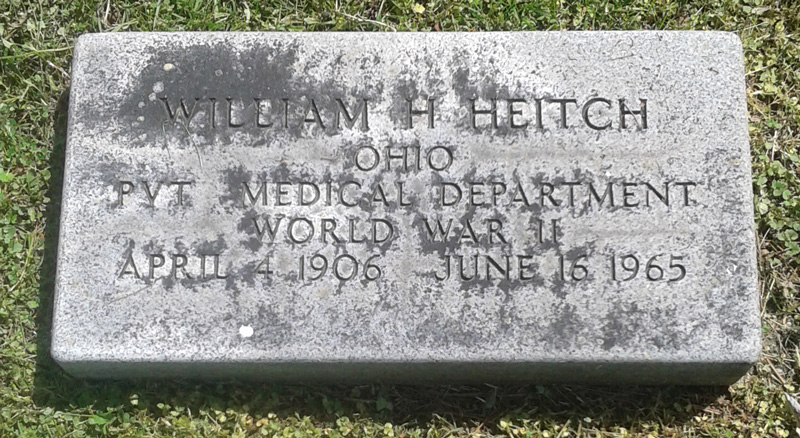 WILLIAM H HEITCH
OHIO
PVT MEDICAL DEPARTMENT
WORLD WAR II
APRIL 4 1906 JUNE 16 1965